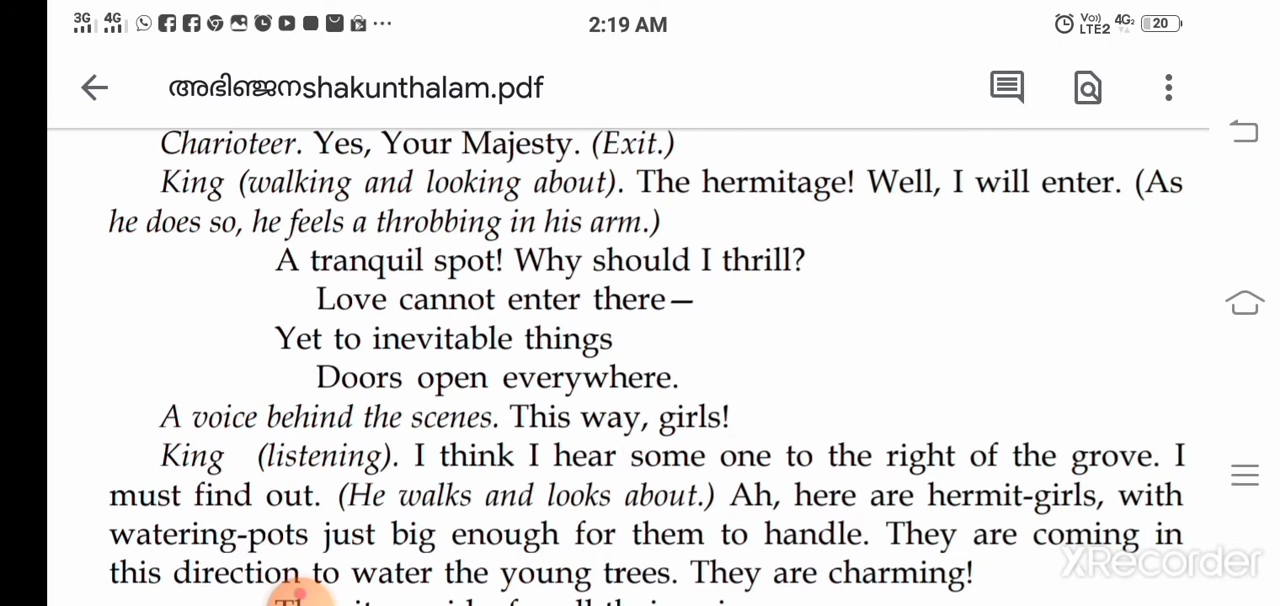 3G 4G 2:19 AM Vo)) LTE2 4G2 20
അഭിഞ്ജനshakunthalam.pdf
Charioteer. Yes, Your Majesty. (Exit.)
King (walking and looking about). The hermitage! Well, I will enter. (As
he does so, he feels a throbbing in his arm.)
A tranquil spot! Why should I thrill?
Love cannot enter there—
Yet to inevitable things
Doors open everywhere.
A voice behind the scenes. This way, girls!
King (listening). I think I hear some one to the right of the grove. I
must find out. (He walks and looks about.) Ah, here are hermit-girls, with
watering-pots just big enough for them to handle. They are coming in
this direction to water the young trees. They are charming!
XRecorder